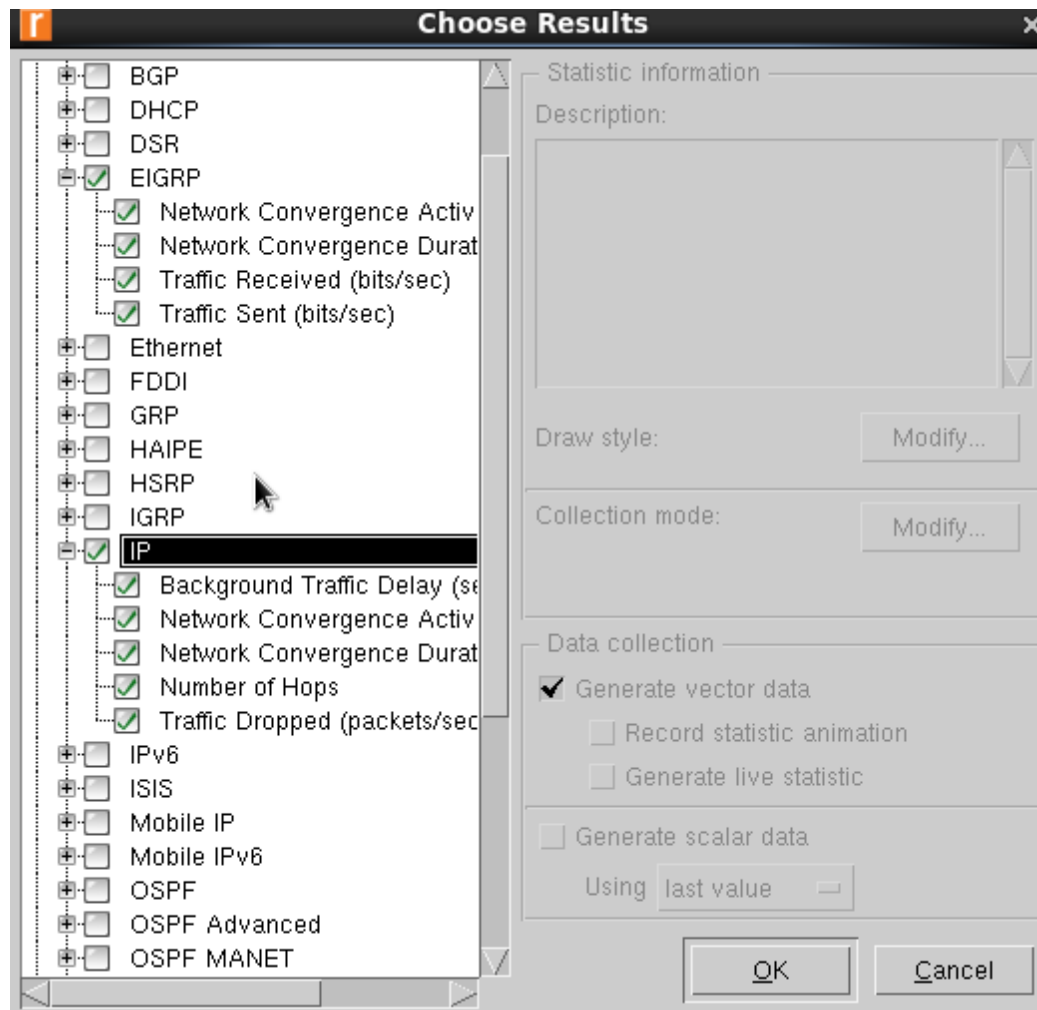 r
Choose Results
BGP
DHCP
DSR
EIGRP
Network Convergence Activ
Network Convergence Durat
Traffic Received (bits/sec)
Traffic Sent (bits/sec)
Ethernet
FDDI
GRP
HAIPE
HSRP
IGRP
IP
Background Traffic Delay (se
Network Convergence Activ
Network Convergence Durat
Number of Hops
Traffic Dropped (packets/sec
IPv6
ISIS
Mobile IP
Mobile IPv6
OSPF
OSPF Advanced
OSPF MANET
Statistic information
Description:
Draw style:
Modify...
Collection mode:
Modify...
Data collection
Generate vector data
Record statistic animation
Generate live statistic
Generate scalar data
Using last value
OK
Cancel